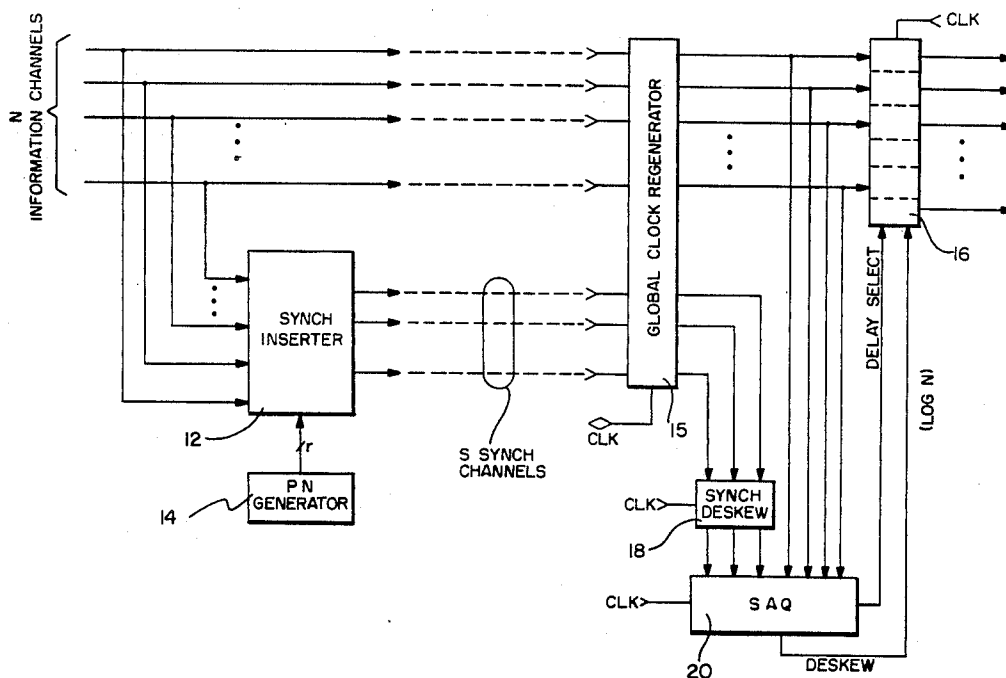 N
INFORMATION CHANNELS
CLK
GLOBAL CLOCK REGENERATOR
16
DELAY SELECT
(LOG N)
SYNCH
INSERTER
12
S SYNCH
CHANNELS
CLK
15
r
PN
GENERATOR
14
CLK
SYNCH
DESKEW
18
CLK
SAQ
20
DESKEW